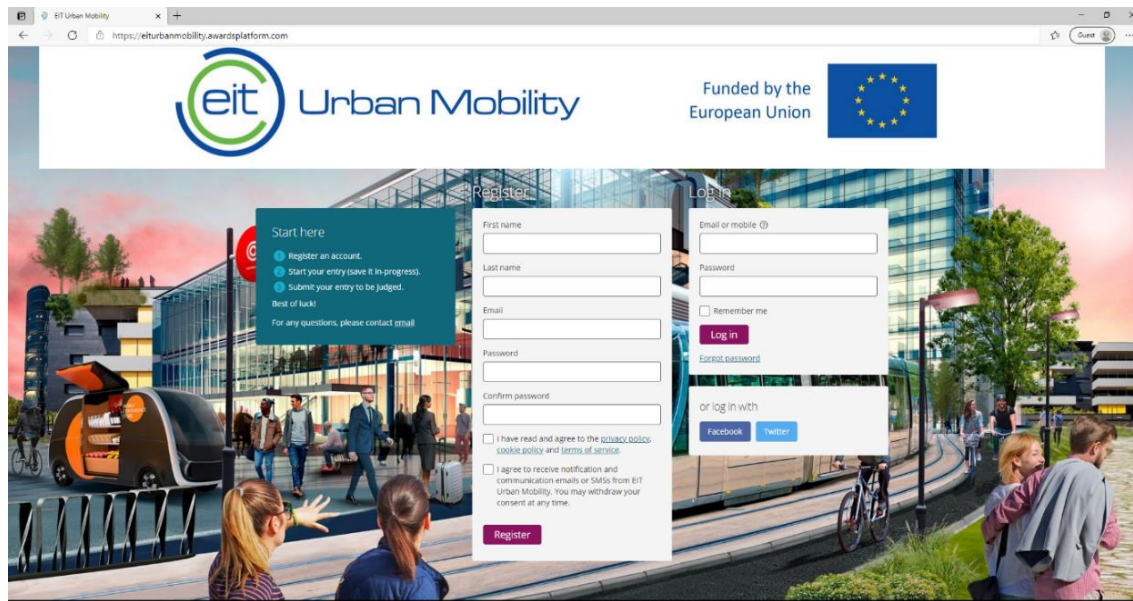 EIT Urban Mobility
https://eiturbanmobility.awardsplatform.com
Guest
eit Urban Mobility
Funded by the
European Union
Start here
1 Register an account.
2 Start your entry (save it in-progress).
3 Submit your entry to be judged.
Best of luck!
For any questions, please contact email
Register
First name
Last name
Email
Password
Confirm password
I have read and agree to the privacy policy,
cookie policy and terms of service.
I agree to receive notification and
communication emails or SMSs from EIT
Urban Mobility. You may withdraw your
consent at any time.
Register
Log in
Email or mobile
Password
Remember me
Log in
Forgot password
or log in with
Facebook Twitter